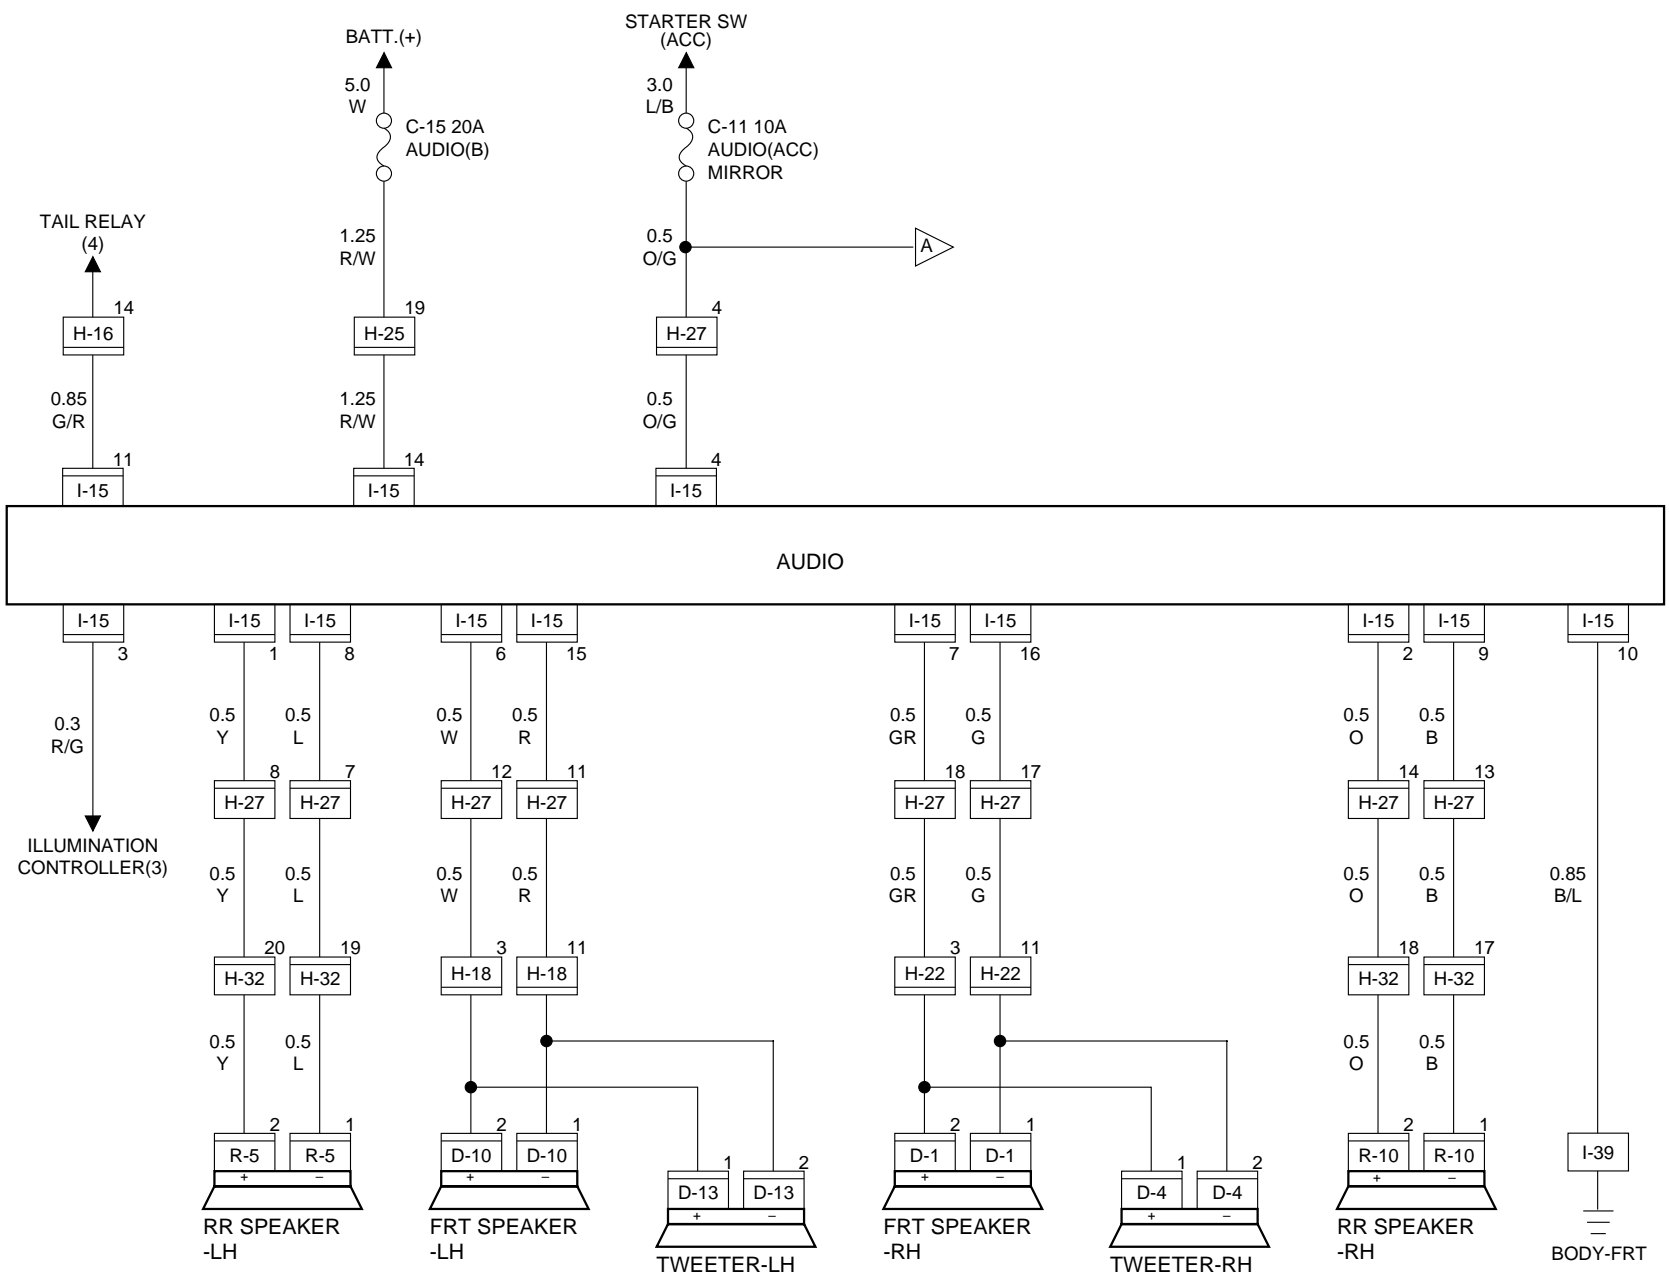 STARTER SW
(ACC)
BATT.(+)
5.0
W
3.0
L/B
C-15 20A
AUDIO(B)
C-11 10A
AUDIO(ACC)
MIRROR
TAIL RELAY
(4)
1.25
R/W
0.5
O/G
A
14
H-16
19
H-25
4
H-27
0.85
G/R
1.25
R/W
0.5
O/G
11
I-15
14
I-15
4
I-15
AUDIO
I-15 I-15 I-15 I-15 I-15 I-15 I-15 I-15 I-15 I-15
3 1 8 6 15 7 16 2 9 10
0.3
R/G
0.5
Y
0.5
L
0.5
W
0.5
R
0.5
GR
0.5
G
0.5
O
0.5
B
8 7 12 11 18 17 14 13
H-27 H-27 H-27 H-27 H-27 H-27 H-27 H-27
ILLUMINATION
CONTROLLER(3)
0.5
Y
0.5
L
0.5
W
0.5
R
0.5
GR
0.5
G
0.5
O
0.5
B
0.85
B/L
20 19 3 11 3 11 18 17
H-32 H-32 H-18 H-18 H-22 H-22 H-32 H-32
0.5
Y
0.5
L
0.5
O
0.5
B
2 1 2 1 2 1 2 1
R-5 R-5 D-10 D-10 D-1 D-1 R-10 R-10 I-39
+ − + − + − + −
1 2 1 2
D-13 D-13 D-4 D-4
+ − + −
RR SPEAKER
-LH
FRT SPEAKER
-LH
TWEETER-LH
FRT SPEAKER
-RH
TWEETER-RH
RR SPEAKER
-RH
BODY-FRT